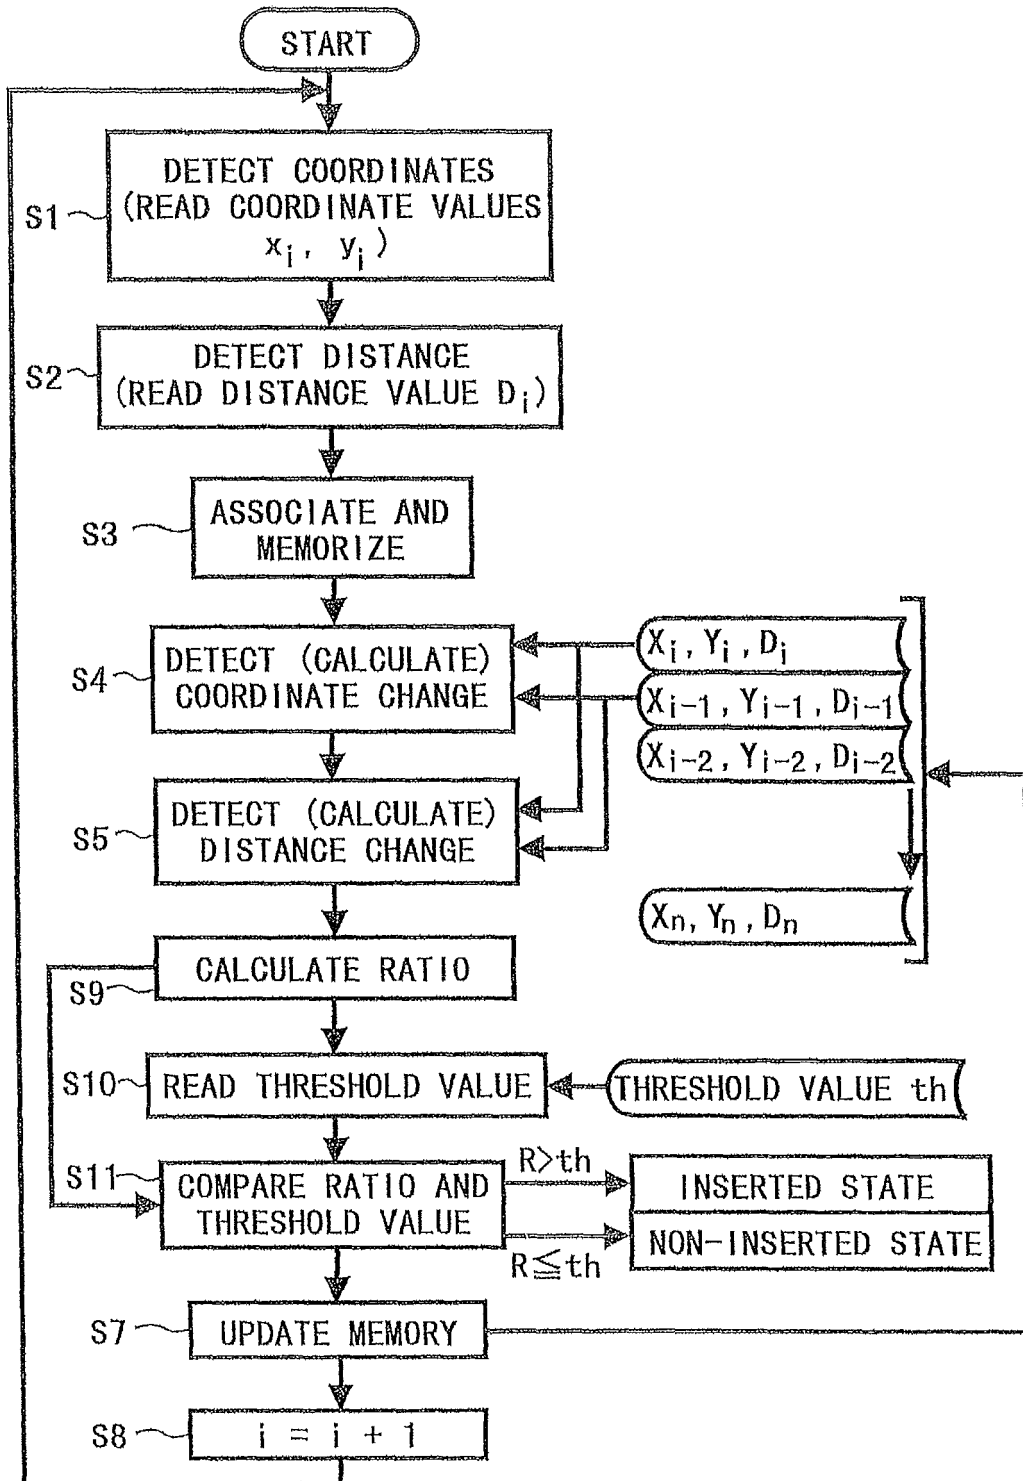 START
DETECT COORDINATES
(READ COORDINATE VALUES
xi, yi)
S1
DETECT DISTANCE
(READ DISTANCE VALUE Di)
S2
ASSOCIATE AND
MEMORIZE
S3
DETECT (CALCULATE)
COORDINATE CHANGE
S4
Xi, Yi, Di
Xi-1, Yi-1, Di-1
Xi-2, Yi-2, Di-2
DETECT (CALCULATE)
DISTANCE CHANGE
S5
Xn, Yn, Dn
CALCULATE RATIO
S9
S10
READ THRESHOLD VALUE
THRESHOLD VALUE th
S11
COMPARE RATIO AND
THRESHOLD VALUE
R>th
INSERTED STATE
R≦th
NON-INSERTED STATE
S7
UPDATE MEMORY
S8
i = i + 1